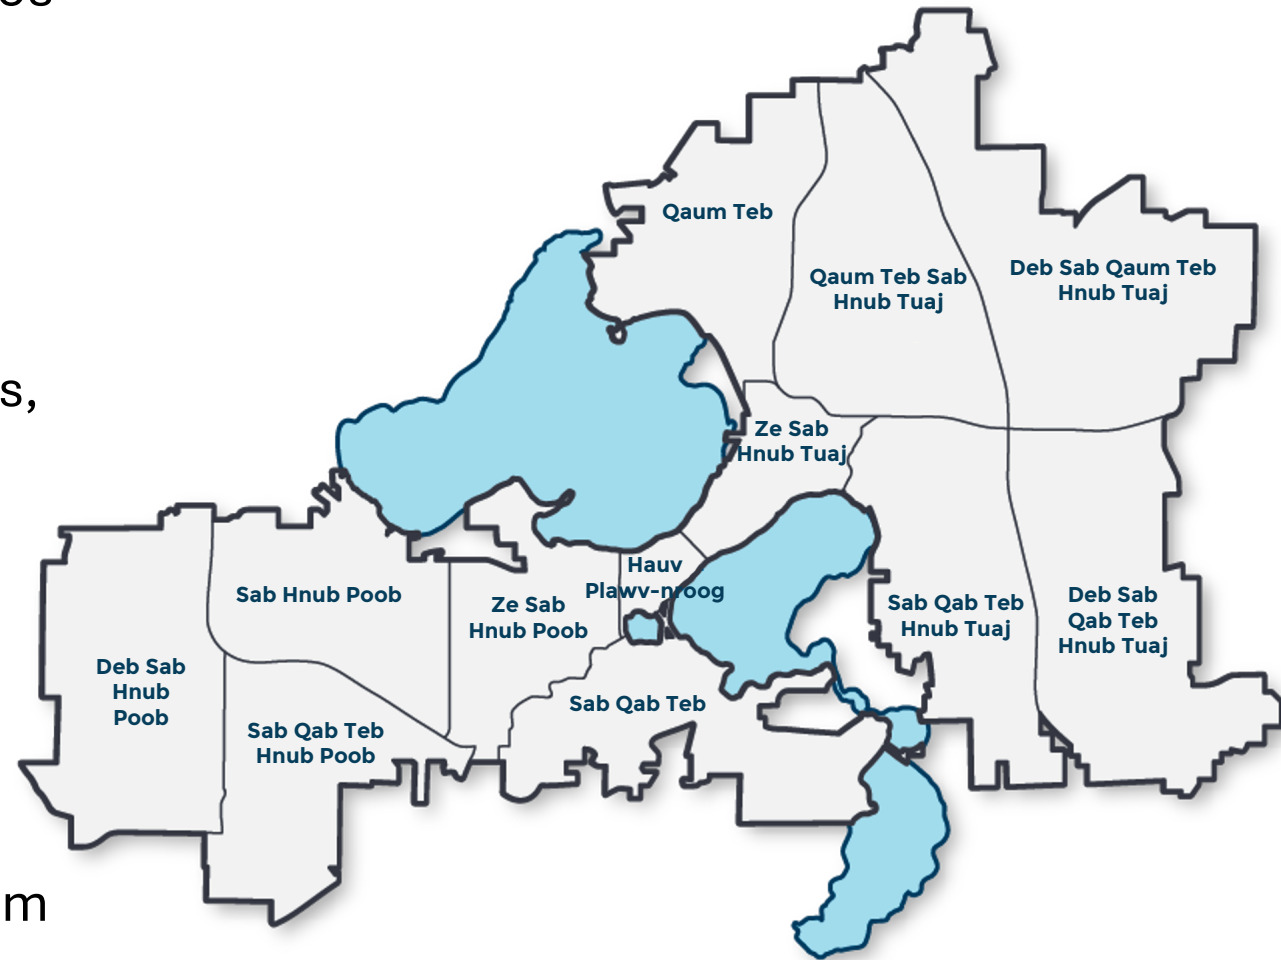 s,
m
Qaum Teb
Qaum Teb Sab
Hnub Tuaj
Deb Sab Qaum Teb
Hnub Tuaj
Ze Sab
Hnub Tuaj
Hauv
Plawv-nroog
Sab Hnub Poob
Ze Sab
Hnub Poob
Sab Qab Teb
Hnub Tuaj
Deb Sab
Qab Teb
Hnub Tuaj
Deb Sab
Hnub
Poob
Sab Qab Teb
Sab Qab Teb
Hnub Poob